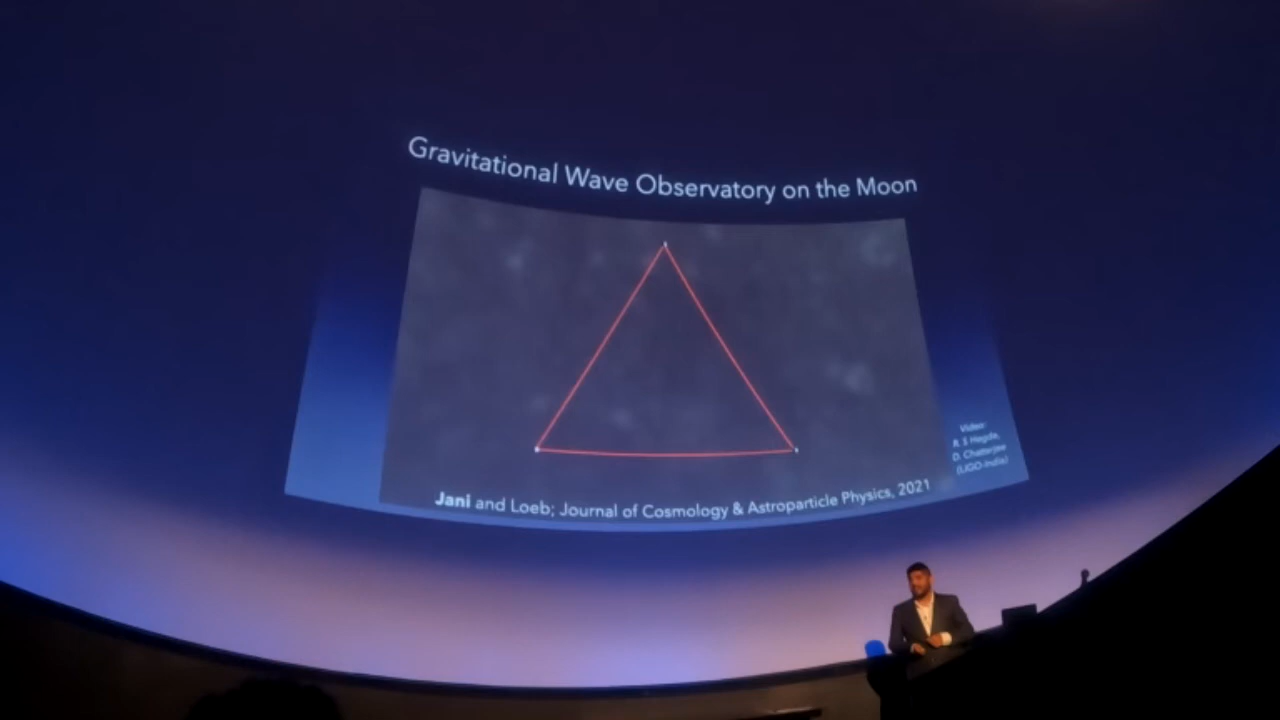 Gravitational Wave Observatory on the Moon
Video:
R. S Hegde,
D. Chatterjee
(LIGO-India)
Jani and Loeb; Journal of Cosmology & Astroparticle Physics, 2021